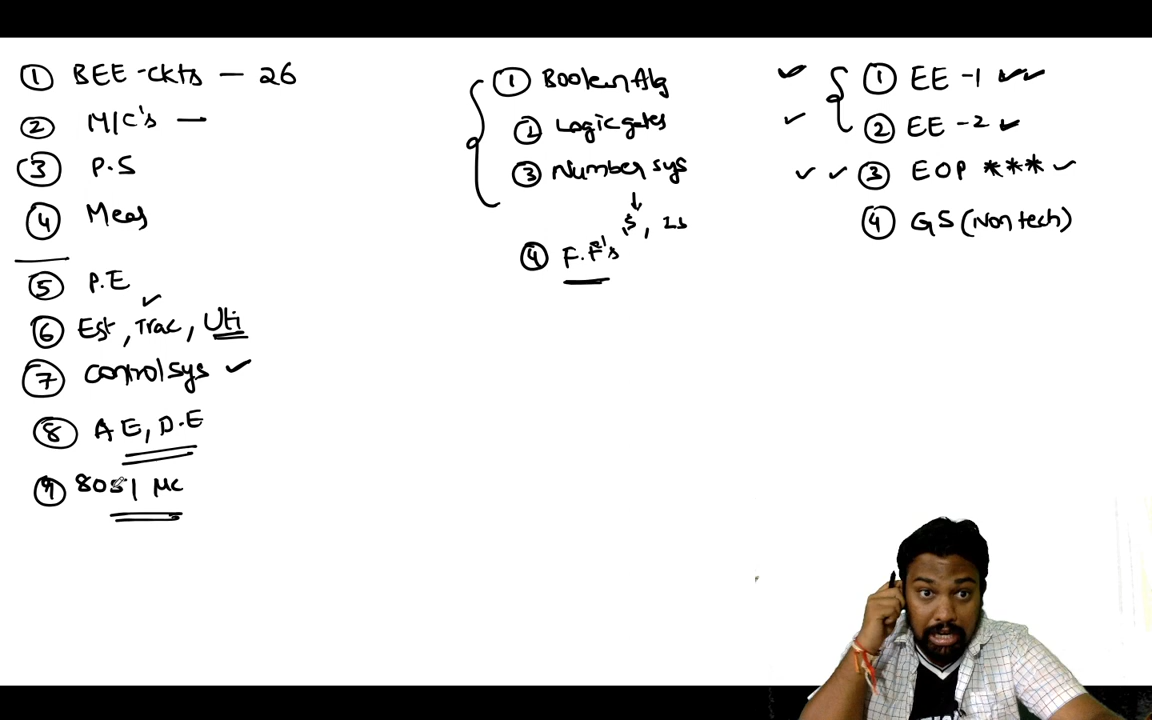 ① BEE -ckts - 26
② M/C's -
③ P.S
④ Meas
⑤ P.E
⑥ Est, Trac, Uti
⑦ control sys
⑧ A E, D.E
⑨ 8051 μc
① Boolean Alg
② Logic gates
③ Number sys
1s, 2s
④ F.F's
① EE -1
② EE -2
③ EOP ***
④ GS (Non tech)